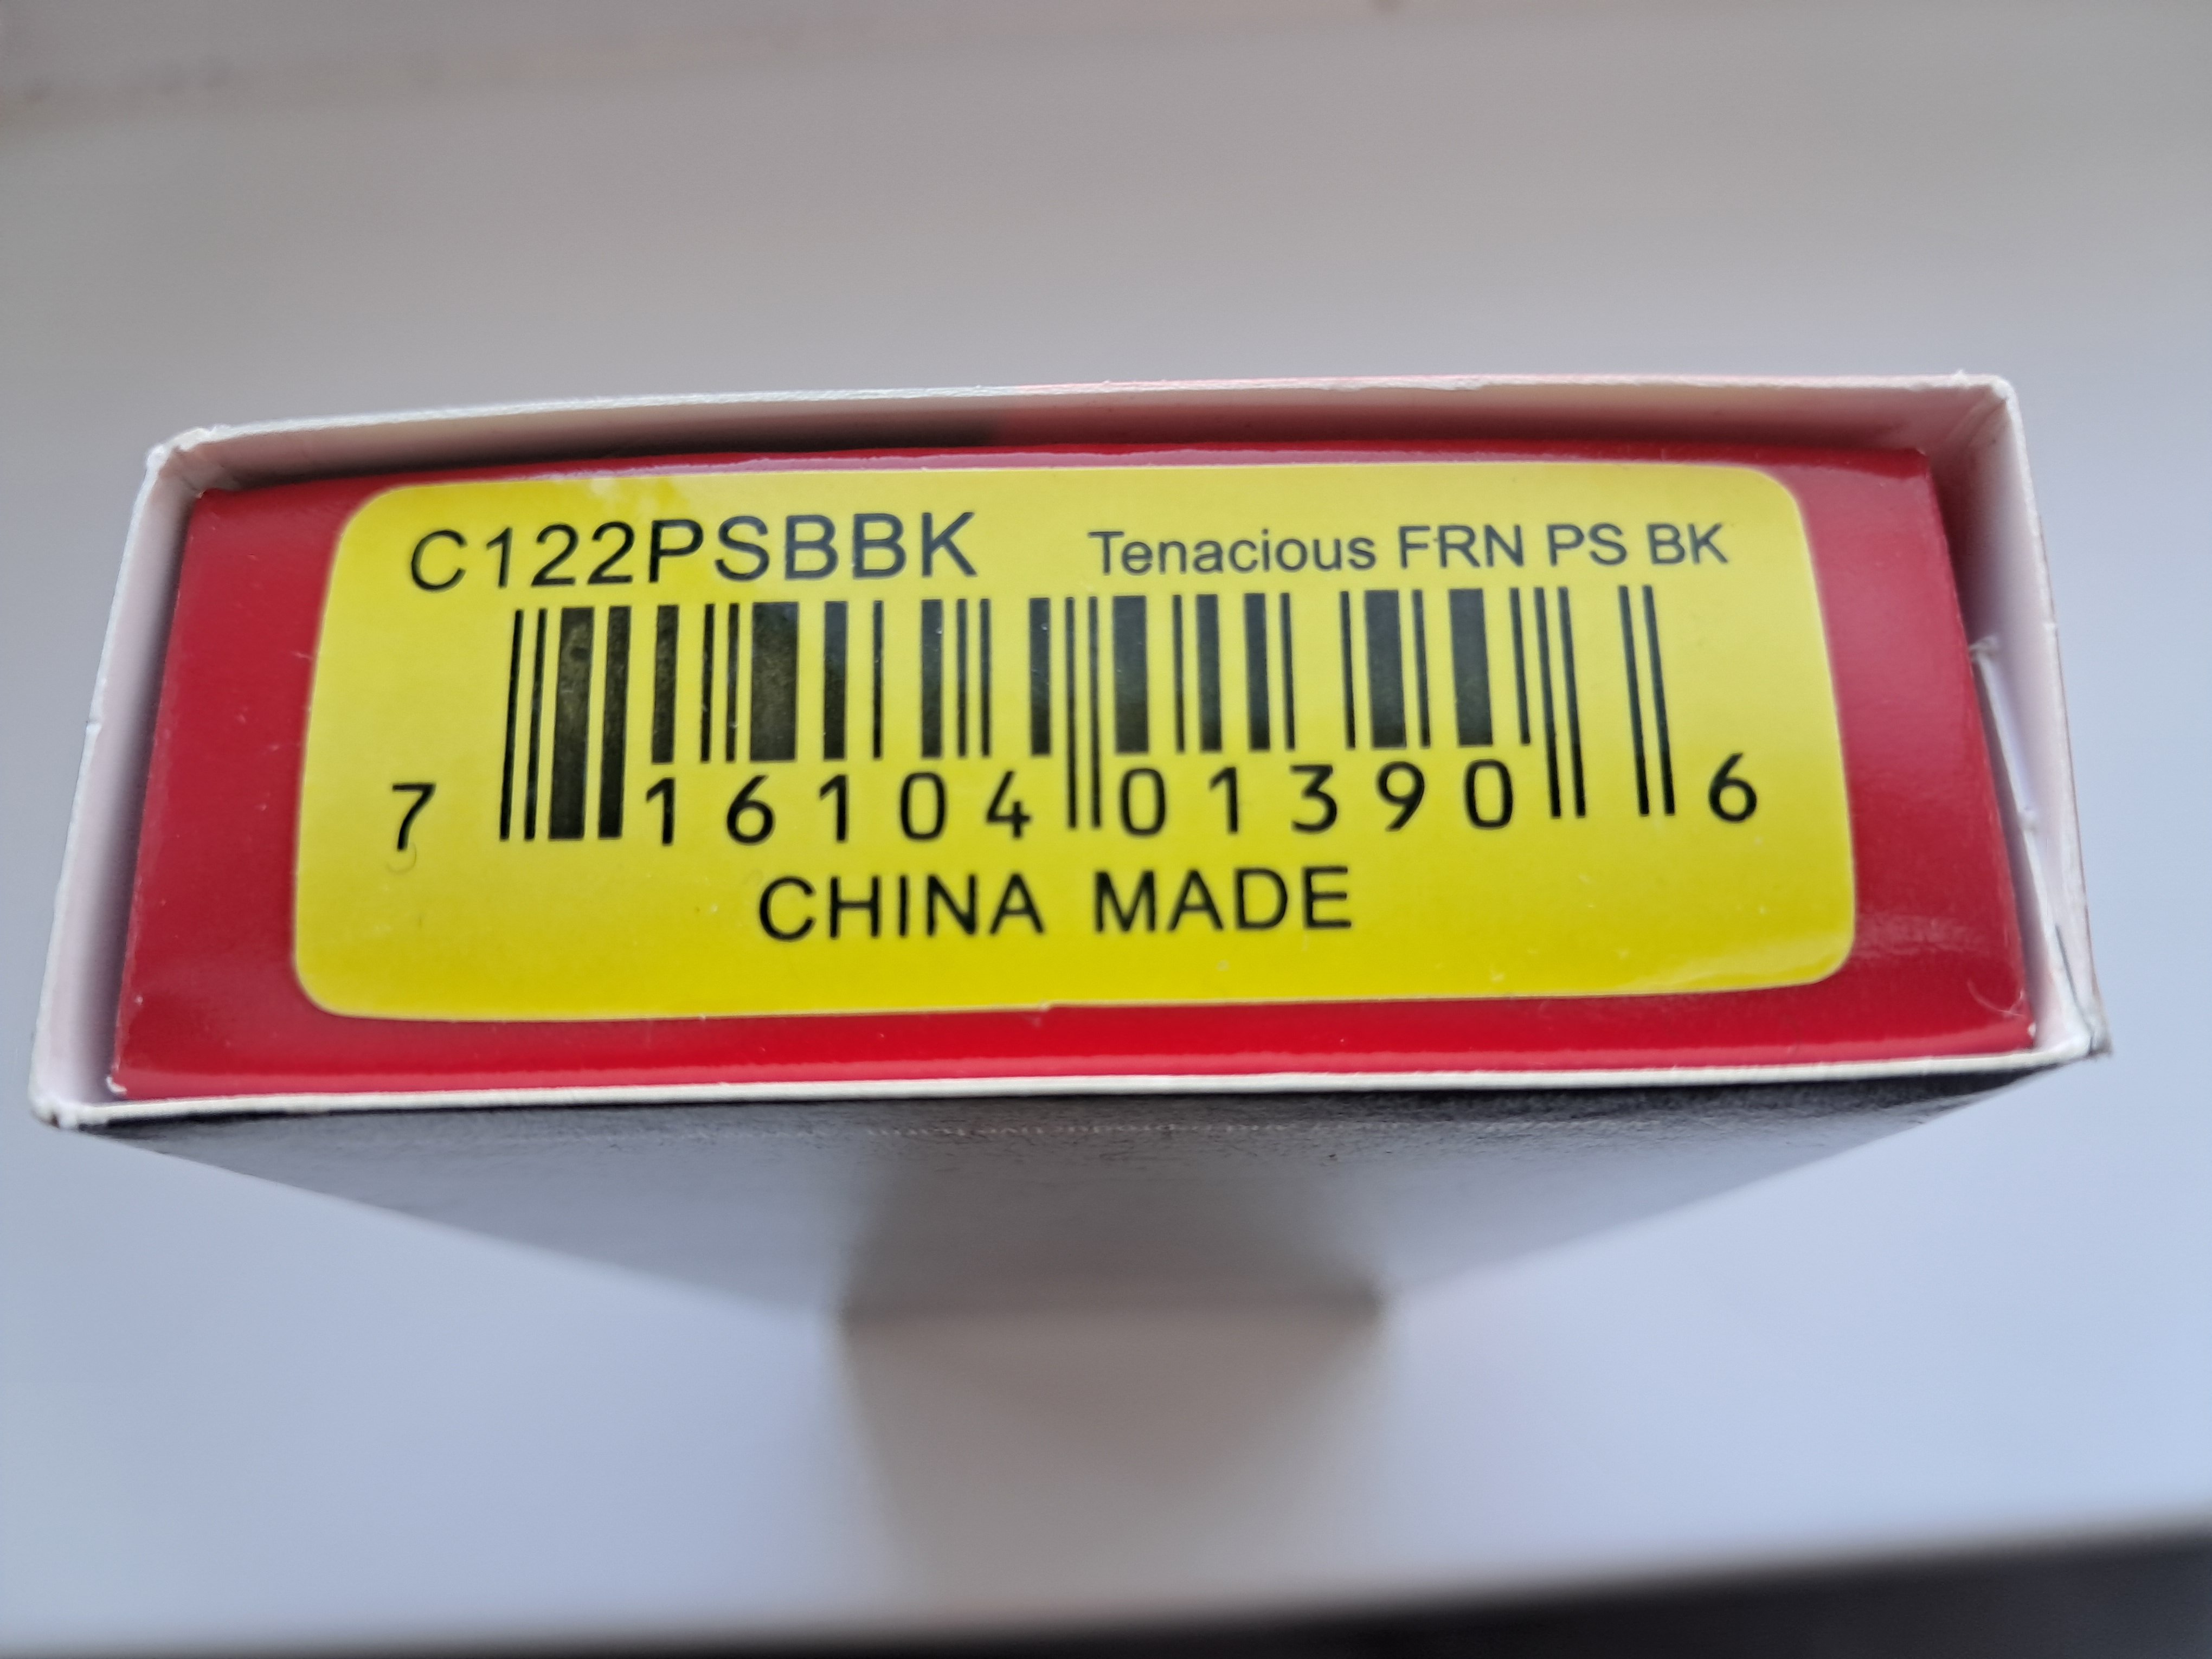 C122PSBBK Tenacious FRN PS BK
7 16104 01390 6
CHINA MADE